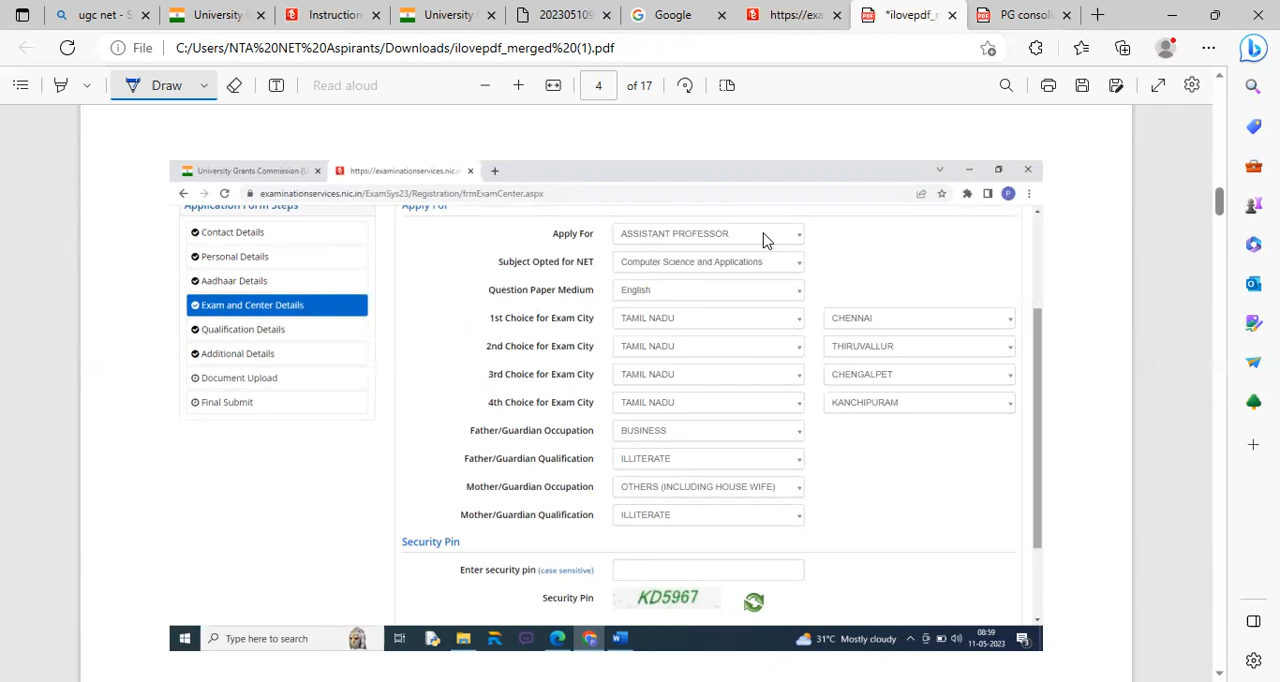 ugc net - S
University
Instruction
University
202305109
Google
https://exa
*ilovepdf_m
PG consoli
File
C:/Users/NTA%20NET%20Aspirants/Downloads/ilovepdf_merged%20(1).pdf
Draw
Read aloud
4 of 17
University Grants Commission (U
https://examinationservices.nic.
examinationservices.nic.in/ExamSys23/Registration/frmExamCenter.aspx
Application Form Steps
Contact Details
Personal Details
Aadhaar Details
Exam and Center Details
Qualification Details
Additional Details
Document Upload
Final Submit
Apply For
Apply For ASSISTANT PROFESSOR
Subject Opted for NET Computer Science and Applications
Question Paper Medium English
1st Choice for Exam City TAMIL NADU CHENNAI
2nd Choice for Exam City TAMIL NADU THIRUVALLUR
3rd Choice for Exam City TAMIL NADU CHENGALPET
4th Choice for Exam City TAMIL NADU KANCHIPURAM
Father/Guardian Occupation BUSINESS
Father/Guardian Qualification ILLITERATE
Mother/Guardian Occupation OTHERS (INCLUDING HOUSE WIFE)
Mother/Guardian Qualification ILLITERATE
Security Pin
Enter security pin (case sensitive)
Security Pin KD5967
Type here to search
31°C Mostly cloudy
08:59
11-05-2023